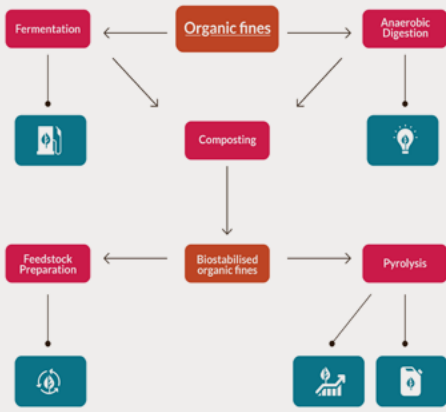 Fermentation
Organic fines
Anaerobic
Digestion
Composting
Feedstock
Preparation
Biostabilised
organic fines
Pyrolysis